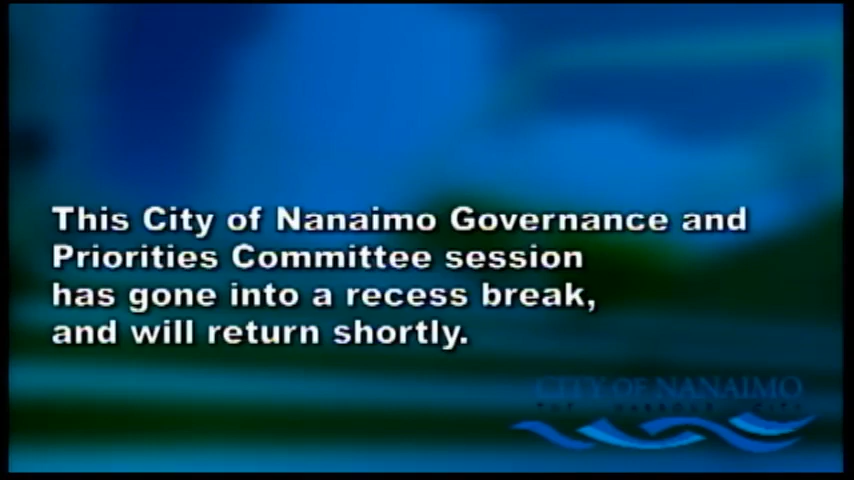 This City of Nanaimo Governance and
Priorities Committee session
has gone into a recess break,
and will return shortly.
CITY OF NANAIMO